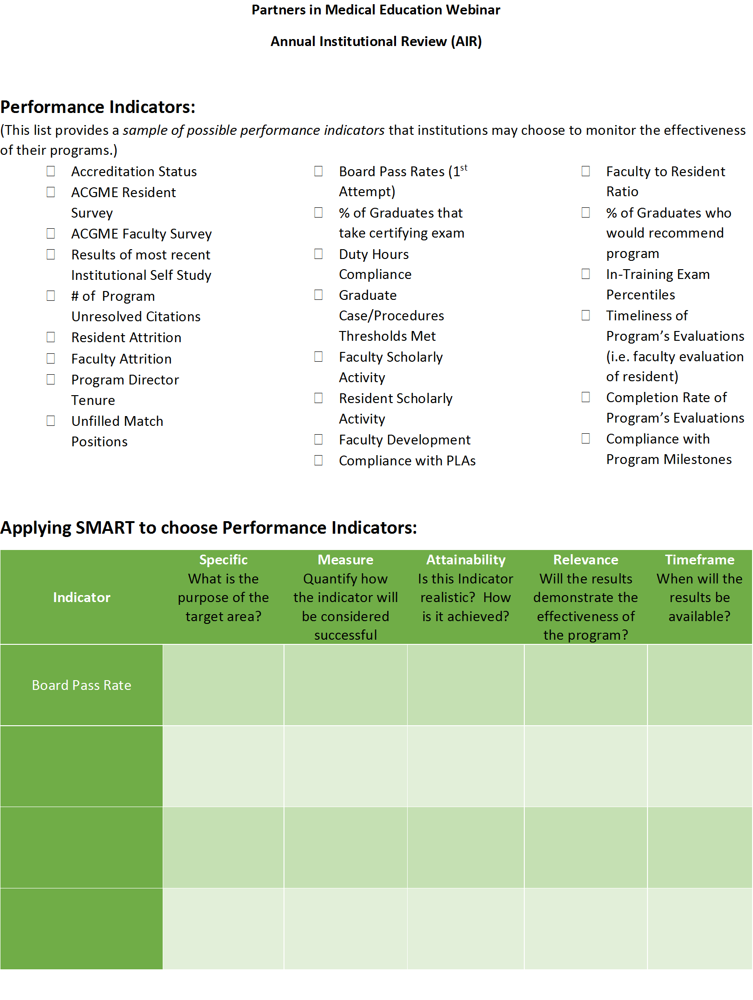 Partners in Medical Education Webinar
Annual Institutional Review (AIR)
Performance Indicators:
(This list provides a sample of possible performance indicators that institutions may choose to monitor the effectiveness
of their programs.)
Accreditation Status
ACGME Resident
Survey
ACGME Faculty Survey
Results of most recent
Institutional Self Study
# of  Program
Unresolved Citations
Resident Attrition
Faculty Attrition
Program Director
Tenure
Unfilled Match
Positions
Board Pass Rates (1st
Attempt)
% of Graduates that
take certifying exam
Duty Hours
Compliance
Graduate
Case/Procedures
Thresholds Met
Faculty Scholarly
Activity
Resident Scholarly
Activity
Faculty Development
Compliance with PLAs
Faculty to Resident
Ratio
% of Graduates who
would recommend
program
In-Training Exam
Percentiles
Timeliness of
Program’s Evaluations
(i.e. faculty evaluation
of resident)
Completion Rate of
Program’s Evaluations
Compliance with
Program Milestones
Applying SMART to choose Performance Indicators:
Indicator
Specific
What is the
purpose of the
target area?
Measure
Quantify how
the indicator will
be considered
successful
Attainability
Is this Indicator
realistic?  How
is it achieved?
Relevance
Will the results
demonstrate the
effectiveness of
the program?
Timeframe
When will the
results be
available?
Board Pass Rate